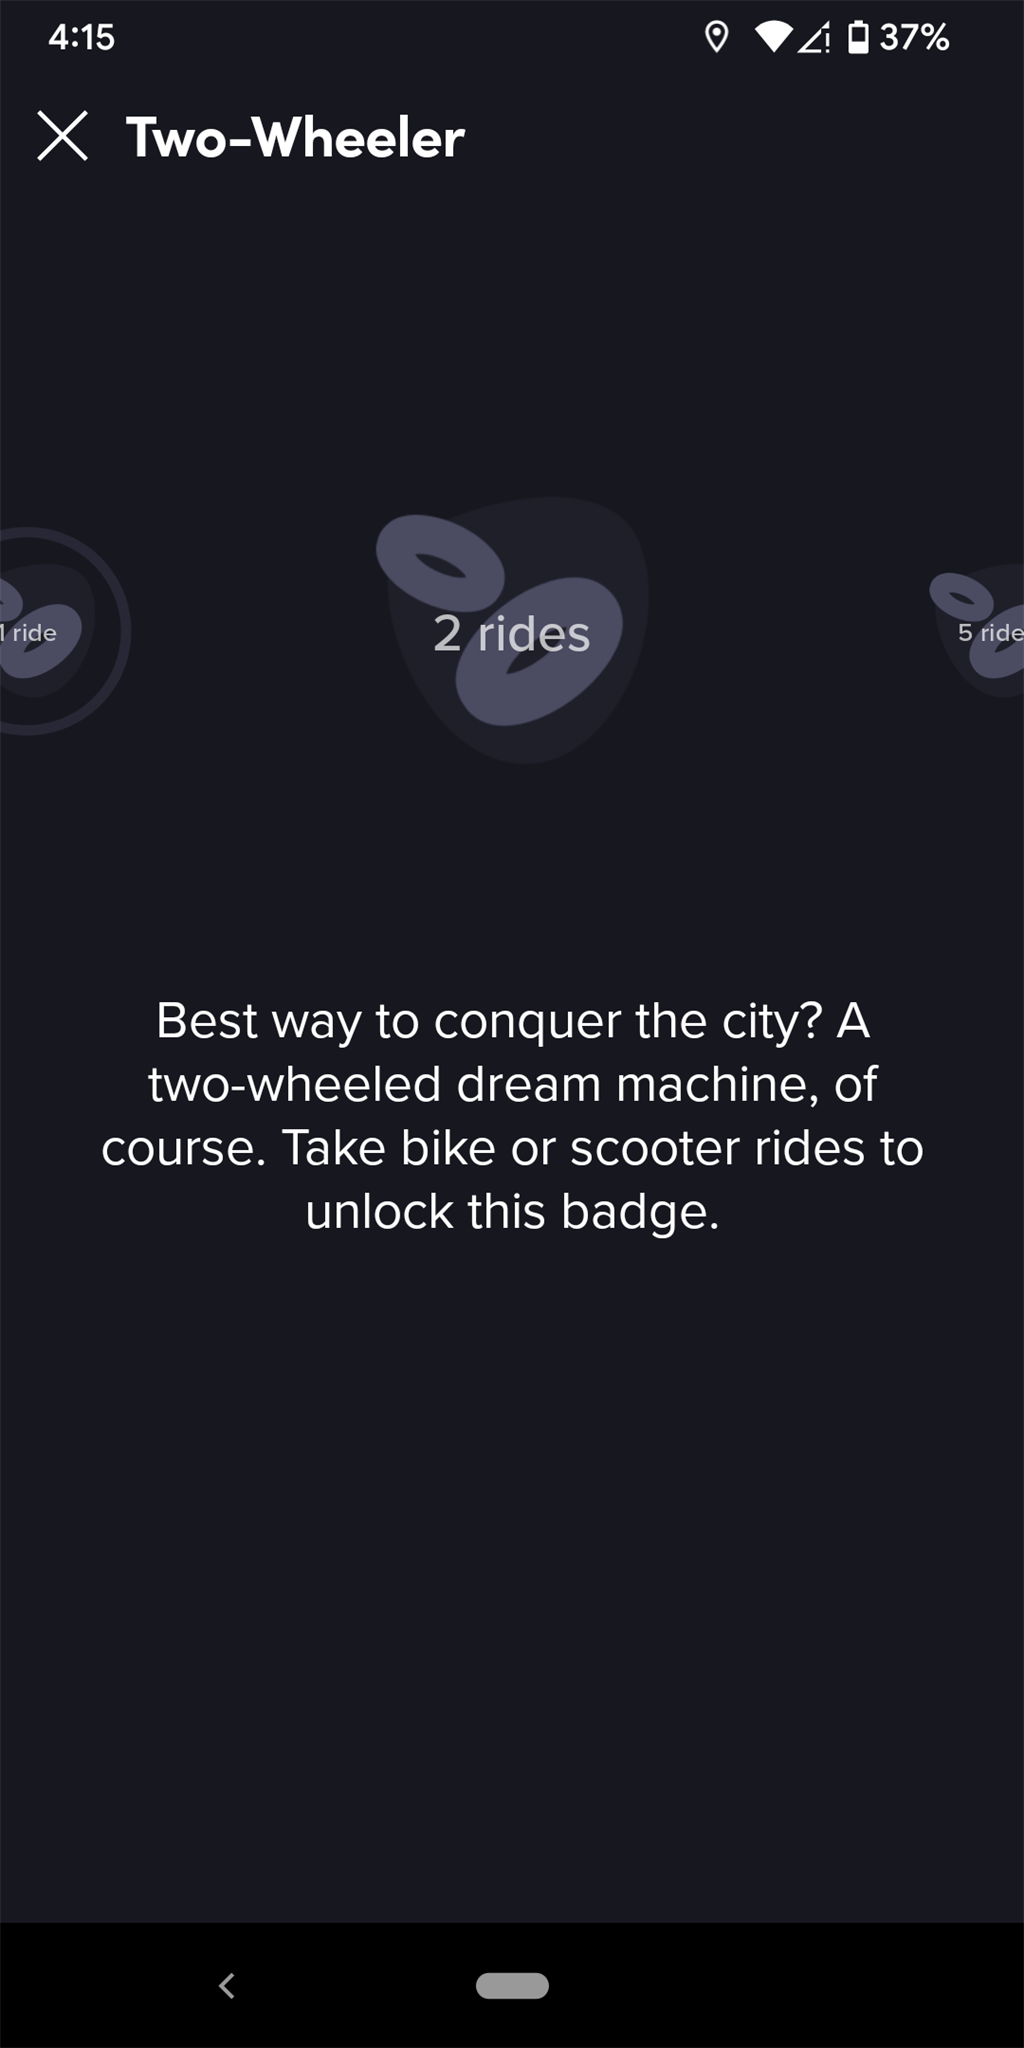 4:15
37%
Two-Wheeler
1 ride
2 rides
5 ride
Best way to conquer the city? A
two-wheeled dream machine, of
course. Take bike or scooter rides to
unlock this badge.